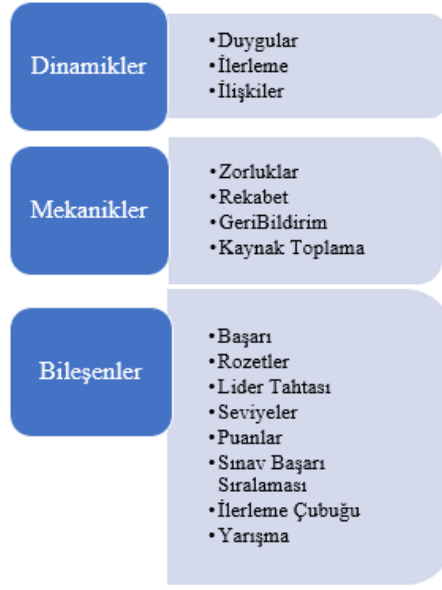 Dinamikler
•Duygular
•İlerleme
•İlişkiler
Mekanikler
•Zorluklar
•Rekabet
•GeriBildirim
•Kaynak Toplama
Bileşenler
•Başarı
•Rozetler
•Lider Tahtası
•Seviyeler
•Puanlar
•Sınav Başarı
Sıralaması
•İlerleme Çubuğu
•Yarışma